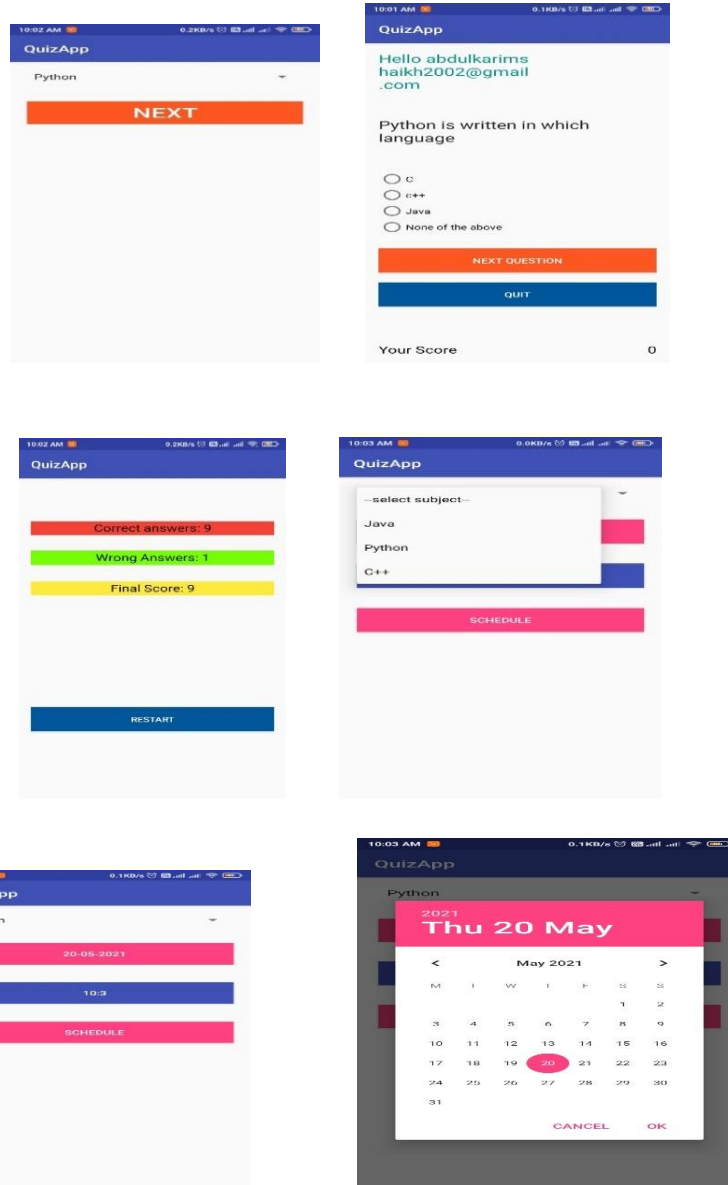 10:02 AM 0.2KB/s
QuizApp
Python
NEXT
10:01 AM 0.1KB/s
QuizApp
Hello abdulkarims
haikh2002@gmail
.com
Python is written in which
language
C
c++
Java
None of the above
NEXT QUESTION
QUIT
Your Score 0
10:02 AM 0.2KB/s
QuizApp
Correct answers: 9
Wrong Answers: 1
Final Score: 9
RESTART
10:03 AM 0.0KB/s
QuizApp
--select subject--
Java
Python
C++
SCHEDULE
0.1KB/s
pp
n
20-05-2021
10:3
SCHEDULE
10:03 AM 0.1KB/s
QuizApp
Python
2021
Thu 20 May
< May 2021 >
M T W T F S S
1 2
3 4 5 6 7 8 9
10 11 12 13 14 15 16
17 18 19 20 21 22 23
24 25 26 27 28 29 30
31
CANCEL OK